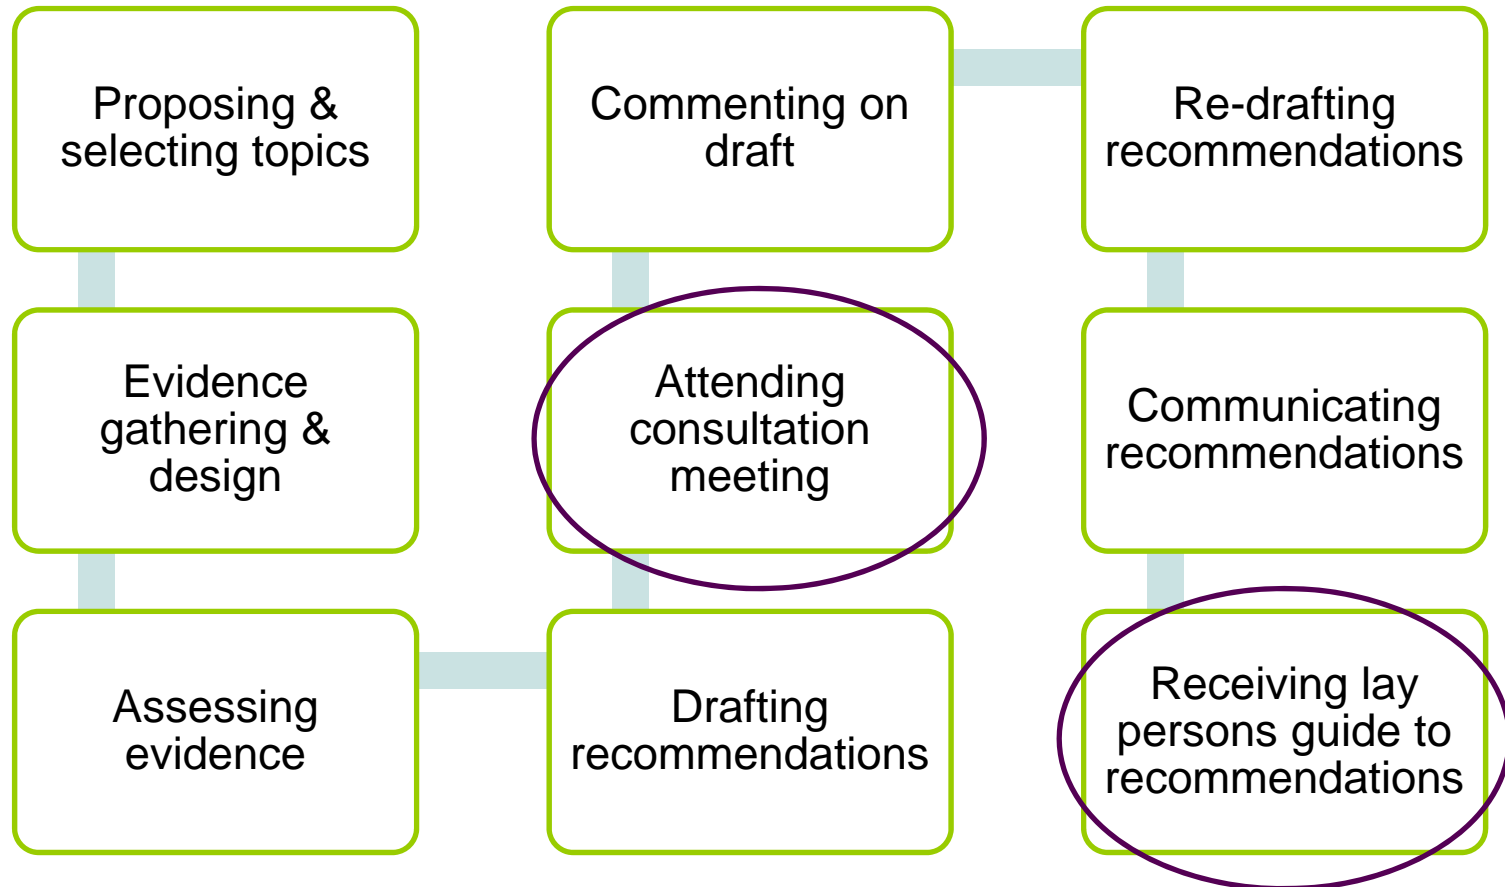 Proposing &
selecting topics
Evidence
gathering &
design
Assessing
evidence
Drafting
recommendations
Attending
consultation
meeting
Commenting on
draft
Re-drafting
recommendations
Communicating
recommendations
Receiving lay
persons guide to
recommendations